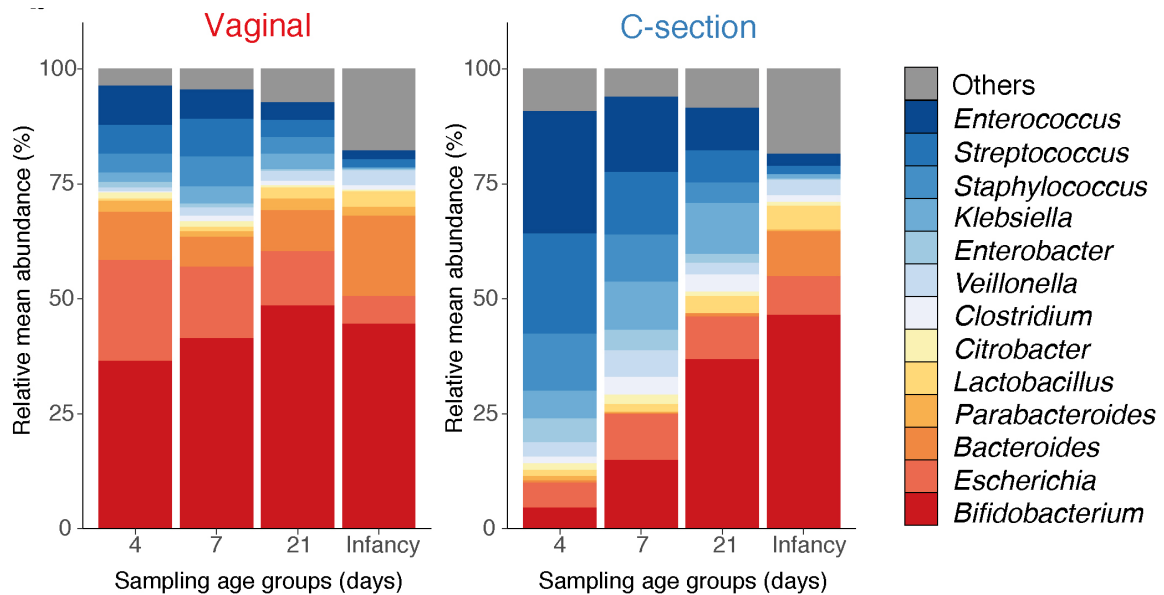 Vaginal
C-section
Relative mean abundance (%)
100
75
50
25
0
4 7 21 Infancy
Sampling age groups (days)
Relative mean abundance (%)
100
75
50
25
0
4 7 21 Infancy
Sampling age groups (days)
Others
Enterococcus
Streptococcus
Staphylococcus
Klebsiella
Enterobacter
Veillonella
Clostridium
Citrobacter
Lactobacillus
Parabacteroides
Bacteroides
Escherichia
Bifidobacterium